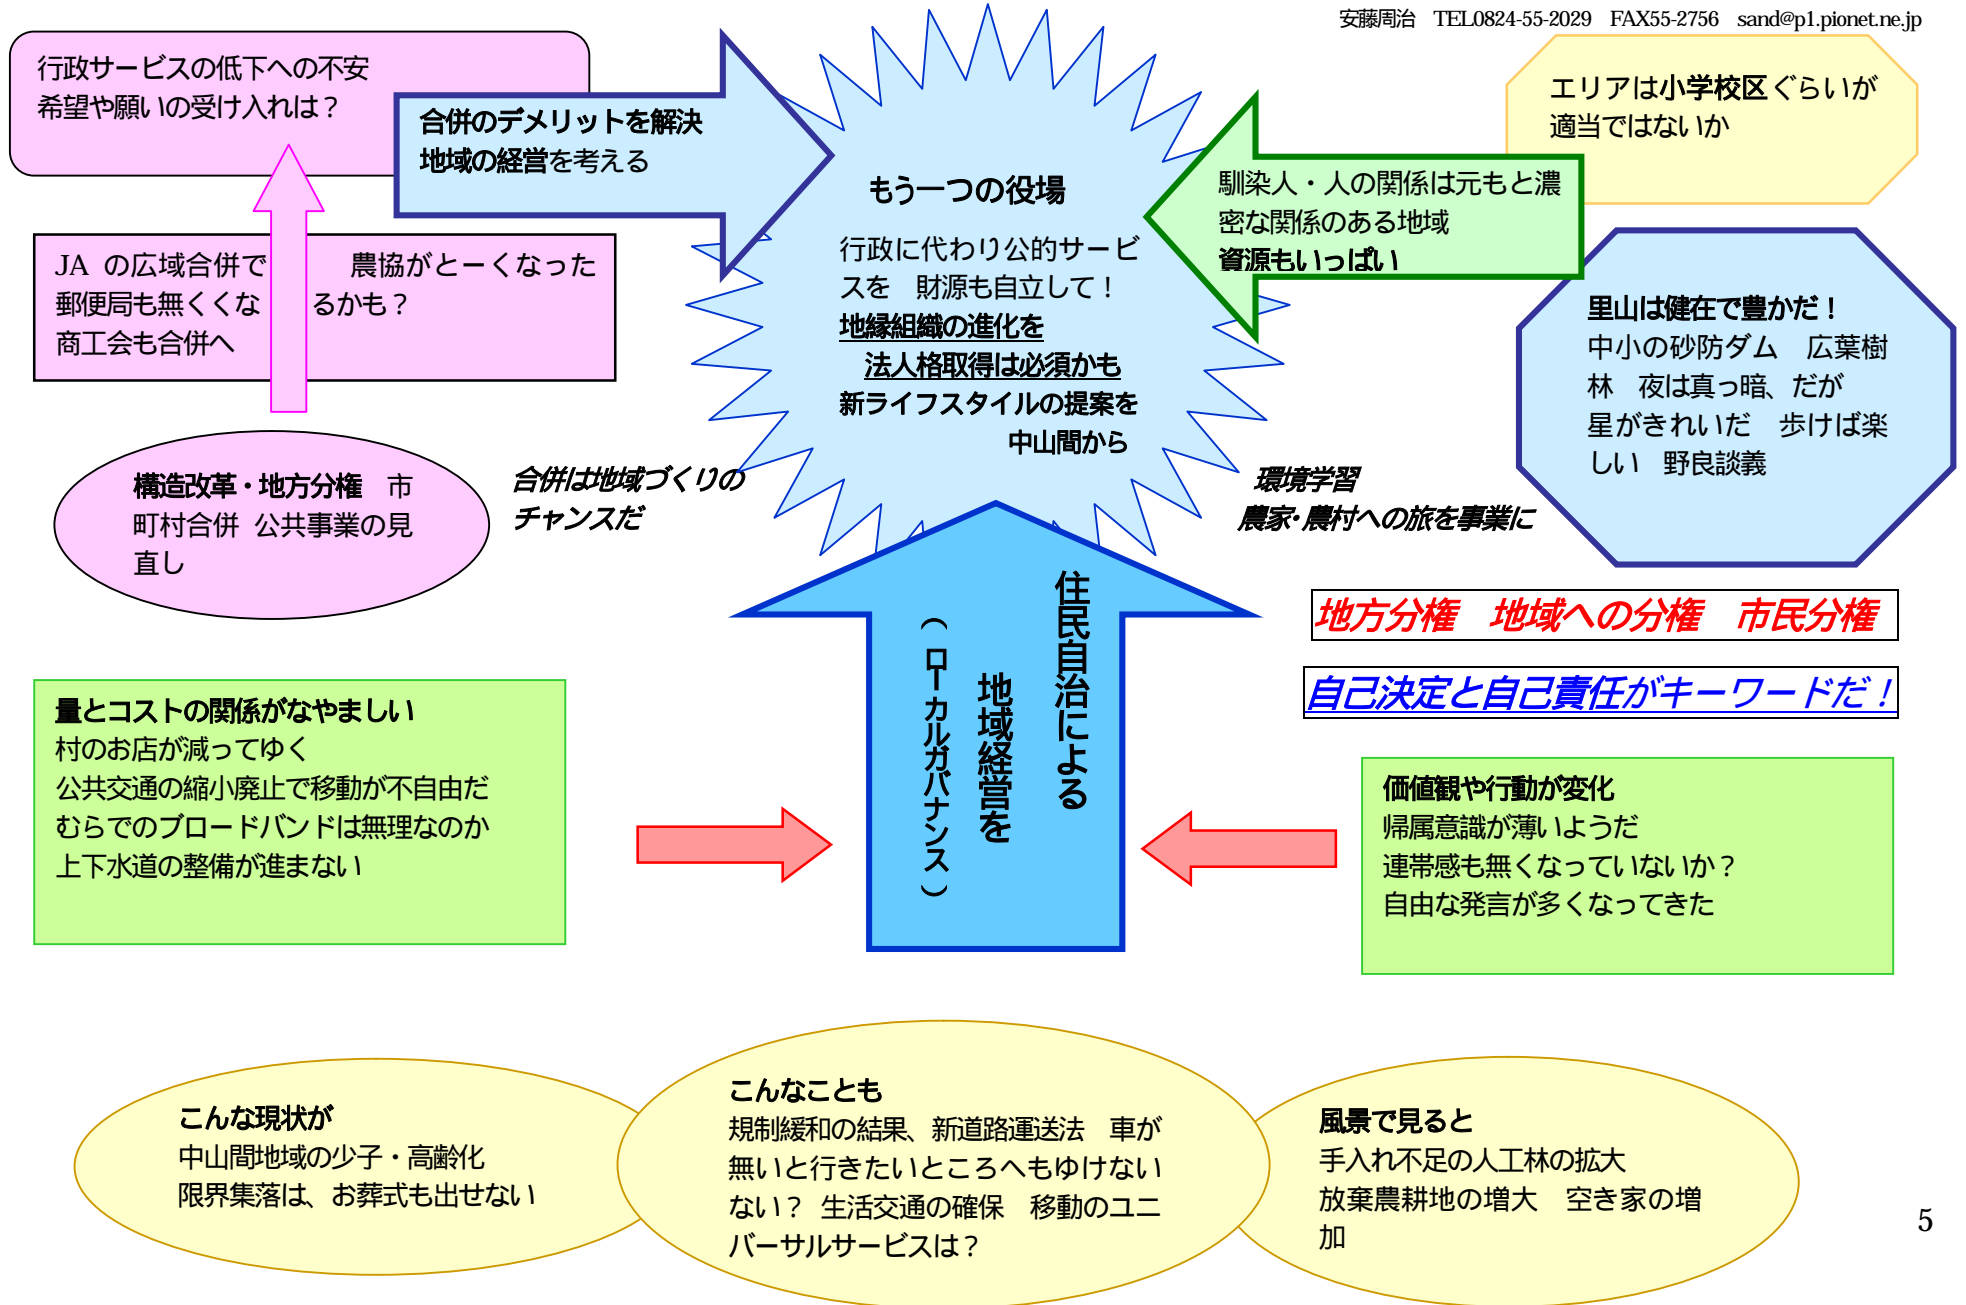 安藤周治　TEL0824-55-2029　FAX55-2756　sand@p1.pionet.ne.jp
行政サービスの低下への不安
希望や願いの受け入れは？
合併のデメリットを解決
地域の経営を考える
もう一つの役場
行政に代わり公的サービ
スを　財源も自立して！
地縁組織の進化を
法人格取得は必須かも
新ライフスタイルの提案を
中山間から
馴染人・人の関係は元もと濃
密な関係のある地域
資源もいっぱい
エリアは小学校区ぐらいが
適当ではないか
JA の広域合併で　　　農協がとーくなった
郵便局も無くくな　　るかも？
商工会も合併へ
里山は健在で豊かだ！
中小の砂防ダム　広葉樹
林　夜は真っ暗、だが
星がきれいだ　歩けば楽
しい　野良談義
構造改革・地方分権　市
町村合併 公共事業の見
直し
合併は地域づくりの
チャンスだ
環境学習
農家・農村への旅を事業に
地方分権　地域への分権　市民分権
自己決定と自己責任がキーワードだ！
住民自治による
地域経営を
（ローカルガバナンス）
量とコストの関係がなやましい
村のお店が減ってゆく
公共交通の縮小廃止で移動が不自由だ
むらでのブロードバンドは無理なのか
上下水道の整備が進まない
価値観や行動が変化
帰属意識が薄いようだ
連帯感も無くなっていないか？
自由な発言が多くなってきた
こんな現状が
中山間地域の少子・高齢化
限界集落は、お葬式も出せない
こんなことも
規制緩和の結果、新道路運送法　車が
無いと行きたいところへもゆけない
ない？ 生活交通の確保　移動のユニ
バーサルサービスは？
風景で見ると
手入れ不足の人工林の拡大
放棄農耕地の増大　空き家の増
加
5